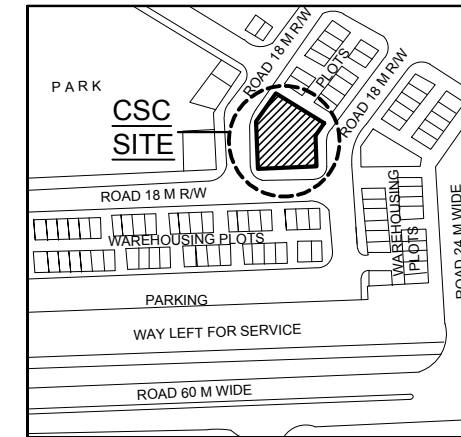 ROAD 18 M R/W
PLOTS
ROAD 18 M R/W
PARK
CSC
SITE
ROAD 18 M R/W
WAREHOUSING PLOTS
WAREHOUSING
PLOTS
ROAD 24 M WIDE
PARKING
WAY LEFT FOR SERVICE
ROAD 60 M WIDE